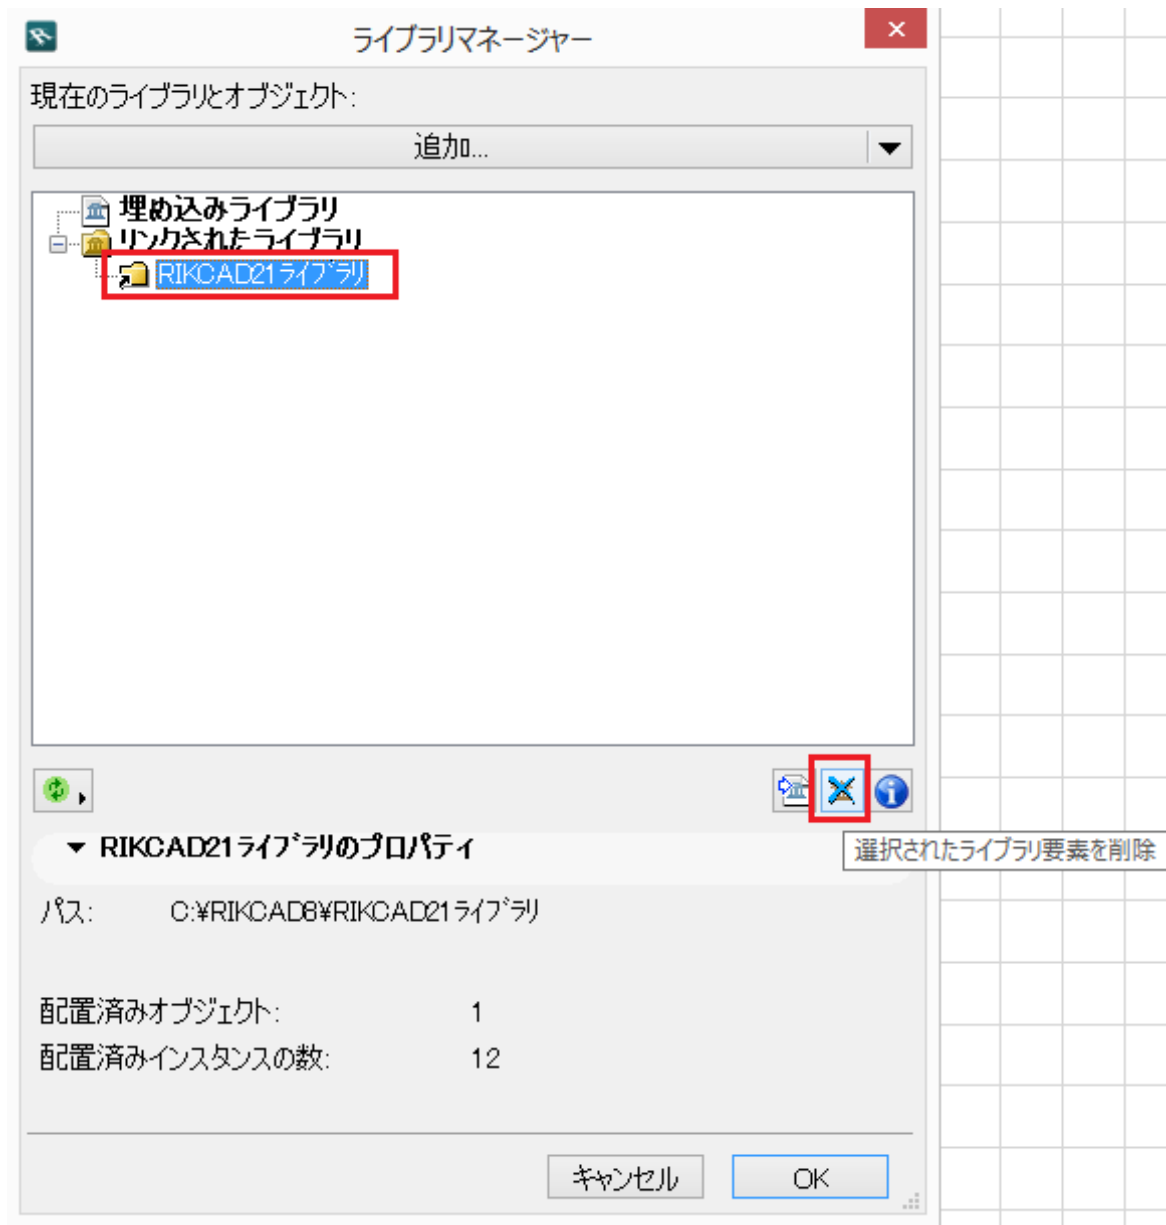 ライブラリマネージャー
現在のライブラリとオブジェクト:
追加...
埋め込みライブラリ
リンクされたライブラリ
RIKCAD21ﾗｲﾌﾞﾗﾘ
選択されたライブラリ要素を削除
RIKCAD21ﾗｲﾌﾞﾗﾘのプロパティ
パス: C:¥RIKCAD8¥RIKCAD21ﾗｲﾌﾞﾗﾘ
配置済みオブジェクト: 1
配置済みインスタンスの数: 12
キャンセル OK